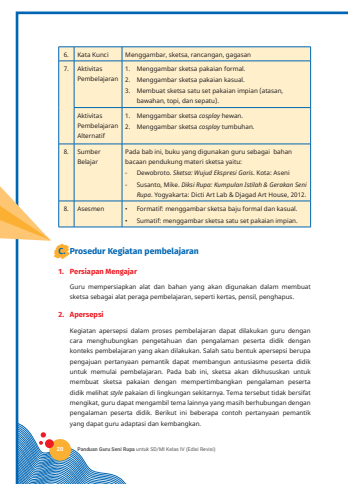 6. Kata Kunci Menggambar, sketsa, rancangan, gagasan
7. Aktivitas Pembelajaran 1. Menggambar sketsa pakaian formal.
2. Menggambar sketsa pakaian kasual.
3. Membuat sketsa satu set pakaian impian (atasan,
bawahan, topi, dan sepatu).
Aktivitas Pembelajaran Alternatif 1. Menggambar sketsa cosplay hewan.
2. Menggambar sketsa cosplay tumbuhan.
8. Sumber Belajar Pada bab ini, buku yang digunakan guru sebagai bahan
bacaan pendukung materi sketsa yaitu:
- Dewobroto. Sketsa: Wujud Ekspresi Garis. Kota: Aseni
- Susanto, Mike. Diksi Rupa: Kumpulan Istilah & Gerakan Seni
Rupa. Yogyakarta: Dicti Art Lab & Djagad Art House, 2012.
8. Asesmen • Formatif: menggambar sketsa baju formal dan kasual.
• Sumatif: menggambar sketsa satu set pakaian impian.
C. Prosedur Kegiatan pembelajaran
1. Persiapan Mengajar
Guru mempersiapkan alat dan bahan yang akan digunakan dalam membuat
sketsa sebagai alat peraga pembelajaran, seperti kertas, pensil, penghapus.
2. Apersepsi
Kegiatan apersepsi dalam proses pembelajaran dapat dilakukan guru dengan
cara menghubungkan pengetahuan dan pengalaman peserta didik dengan
konteks pembelajaran yang akan dilakukan. Salah satu bentuk apersepsi berupa
pengajuan pertanyaan pemantik dapat membangun antusiasme peserta didik
untuk memulai pembelajaran. Pada bab ini, sketsa akan dikhususkan untuk
membuat sketsa pakaian dengan mempertimbangkan pengalaman peserta
didik melihat style pakaian di lingkungan sekitarnya. Tema tersebut tidak bersifat
mengikat, guru dapat mengambil tema lainnya yang masih berhubungan dengan
pengalaman peserta didik. Berikut ini beberapa contoh pertanyaan pemantik
yang dapat guru adaptasi dan kembangkan.
20 Panduan Guru Seni Rupa untuk SD/MI Kelas IV (Edisi Revisi)